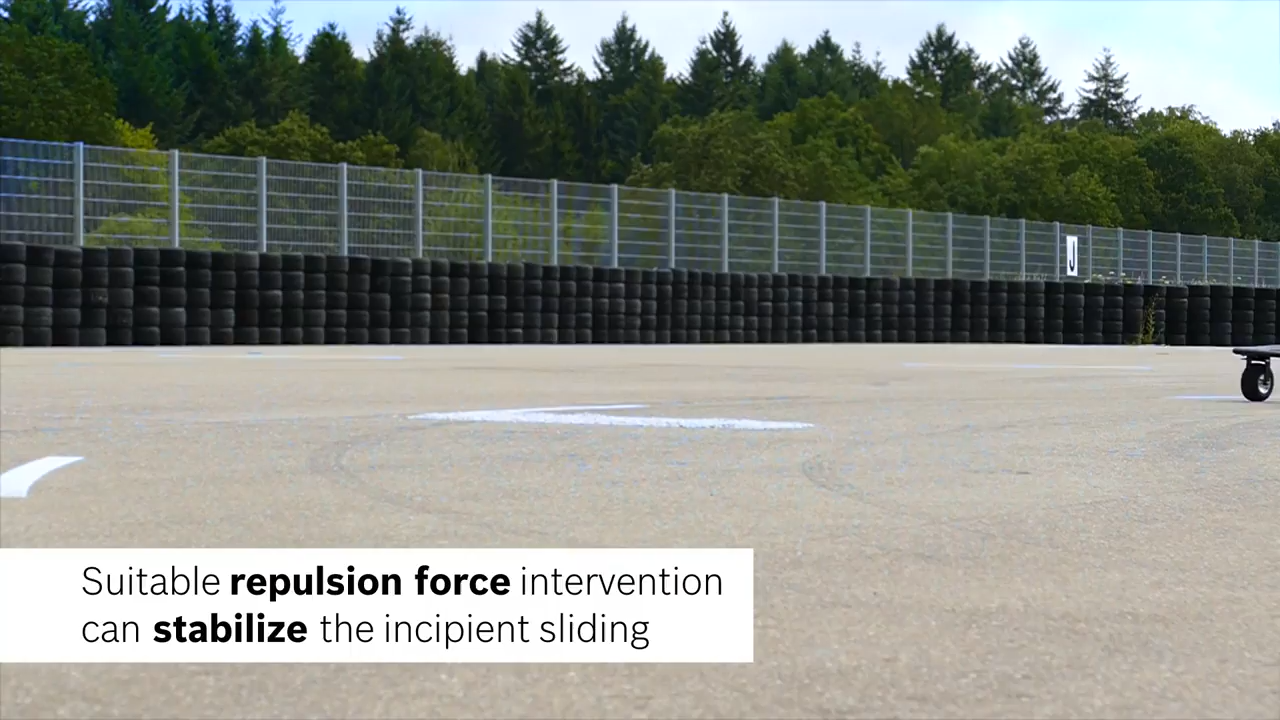 J
Suitable repulsion force intervention
can stabilize the incipient sliding